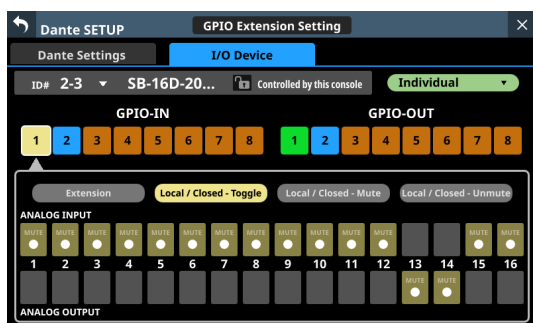 Dante SETUP GPIO Extension Setting
Dante Settings I/O Device
ID# 2-3 SB-16D-20... Controlled by this console Individual
GPIO-IN GPIO-OUT
1 2 3 4 5 6 7 8 1 2 3 4 5 6 7 8
Extension Local / Closed - Toggle Local / Closed - Mute Local / Closed - Unmute
ANALOG INPUT
MUTE MUTE MUTE MUTE MUTE MUTE MUTE MUTE MUTE MUTE MUTE MUTE MUTE MUTE
1 2 3 4 5 6 7 8 9 10 11 12 13 14 15 16
MUTE MUTE
ANALOG OUTPUT